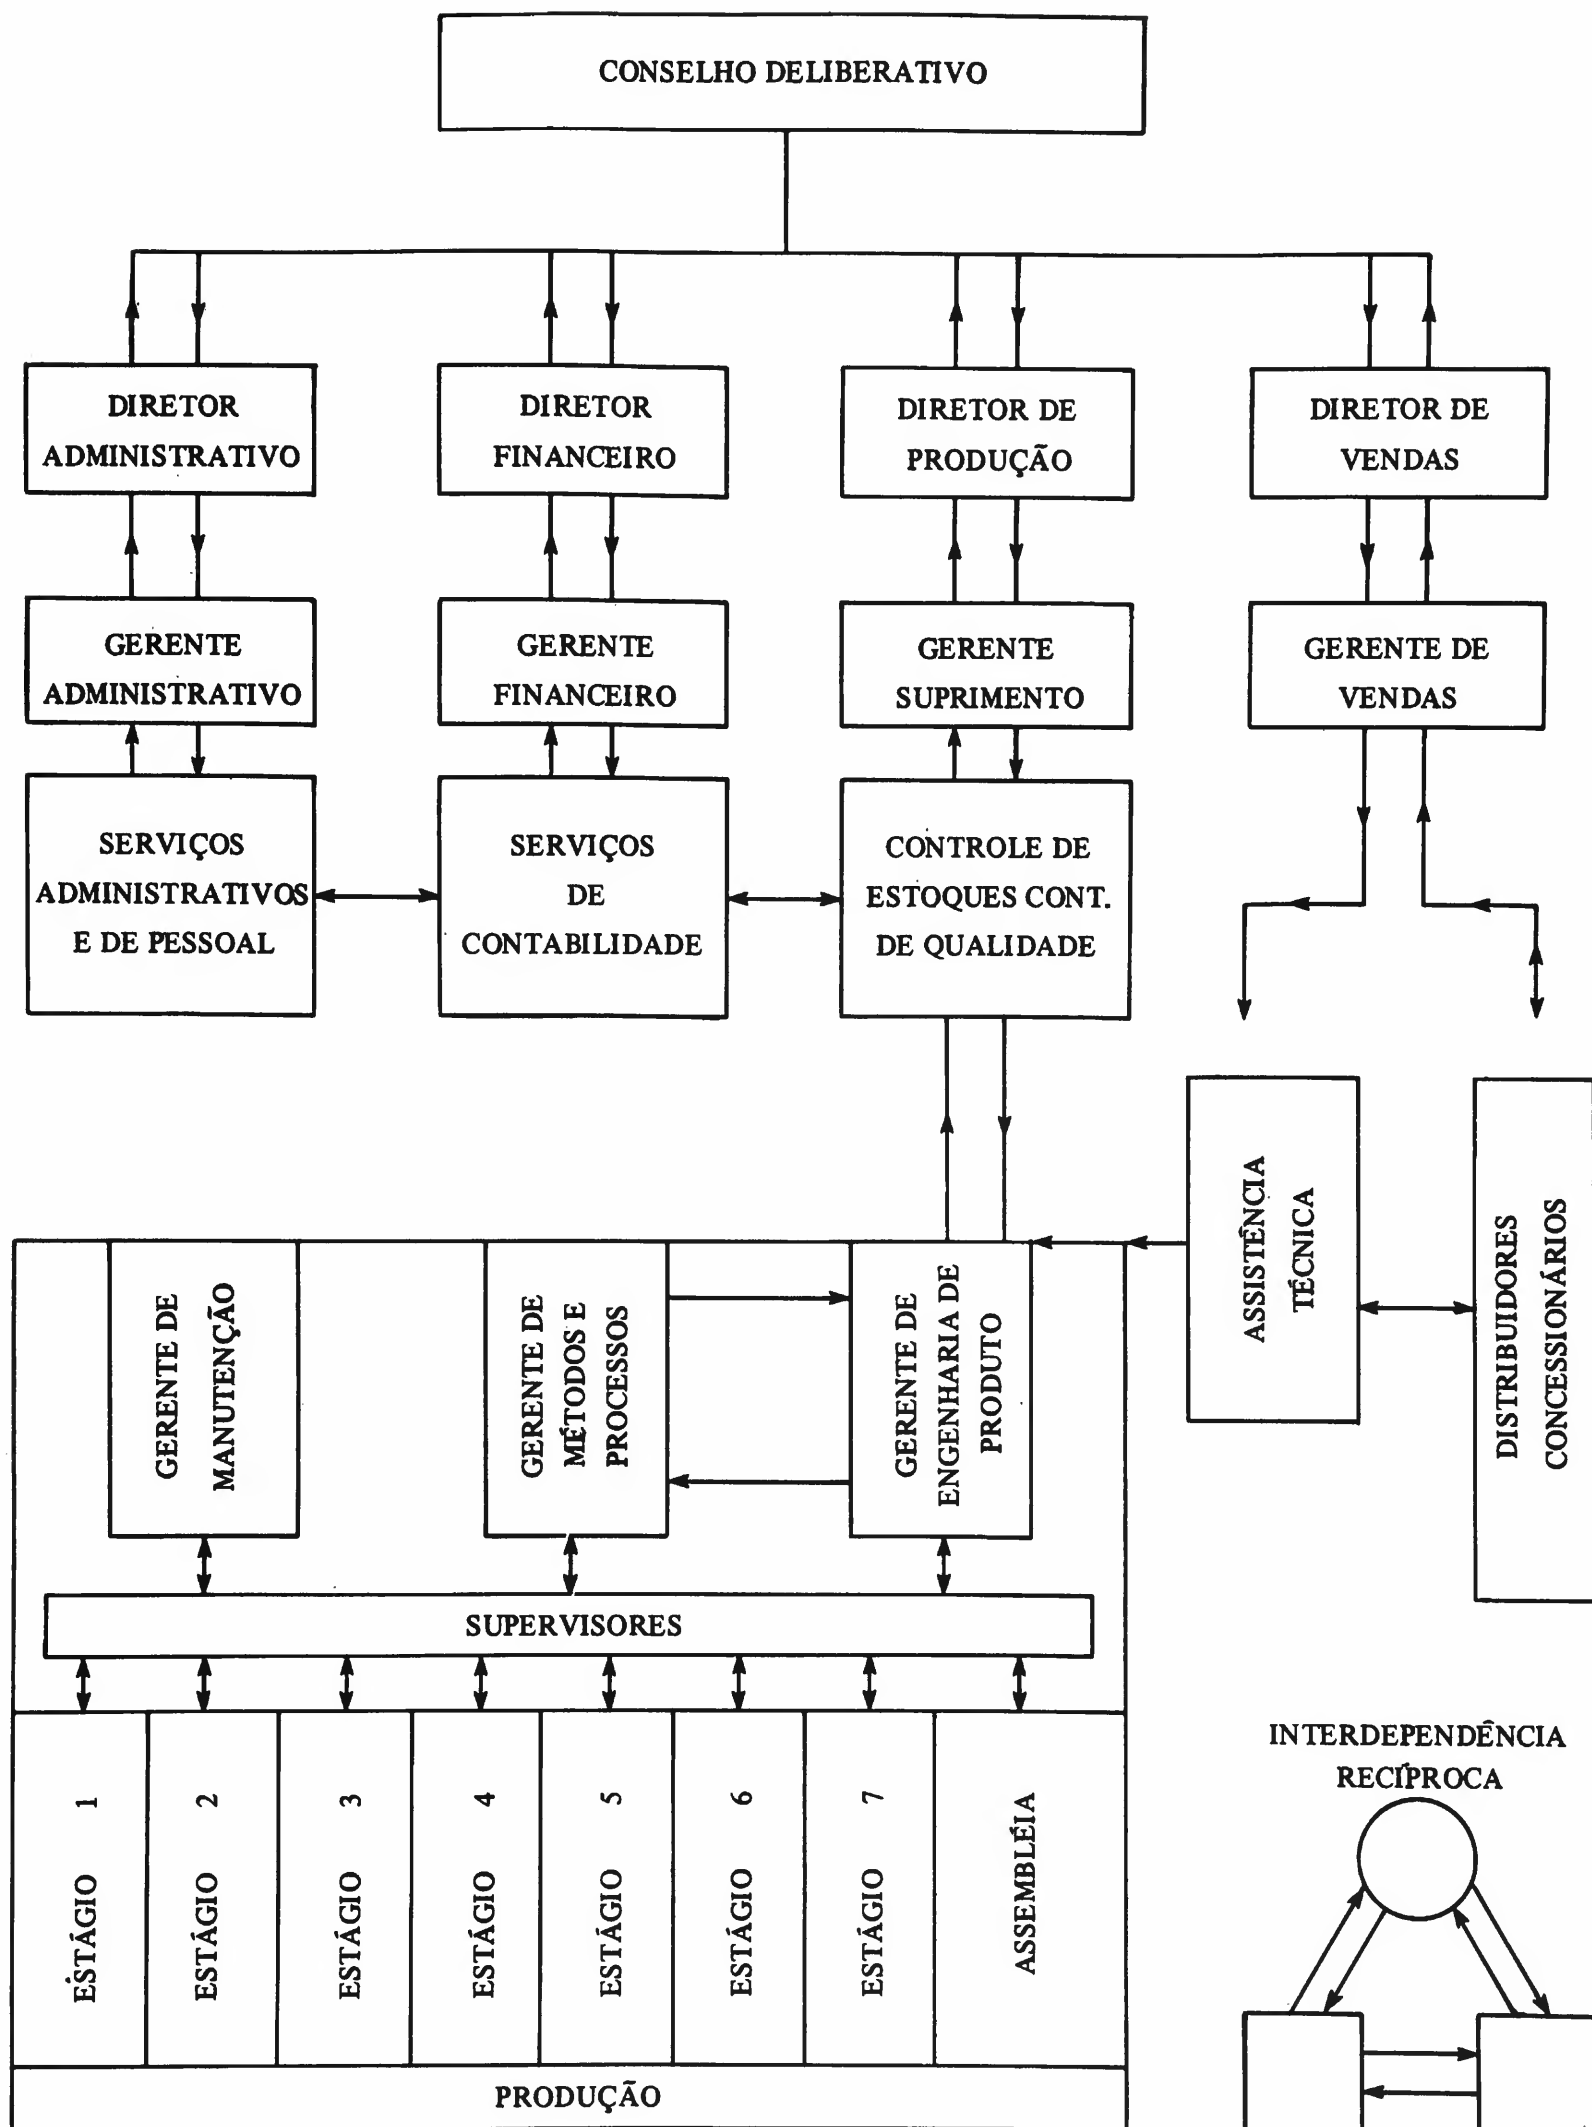 CONSELHO DELIBERATIVO
DIRETOR
ADMINISTRATIVO
DIRETOR
FINANCEIRO
DIRETOR DE
PRODUÇÃO
DIRETOR DE
VENDAS
GERENTE
ADMINISTRATIVO
GERENTE
FINANCEIRO
GERENTE
SUPRIMENTO
GERENTE DE
VENDAS
SERVIÇOS
ADMINISTRATIVOS
E DE PESSOAL
SERVIÇOS
DE
CONTABILIDADE
CONTROLE DE
ESTOQUES CONT.
DE QUALIDADE
ASSISTÊNCIA
TÉCNICA
DISTRIBUIDORES
CONCESSIONÁRIOS
GERENTE DE
MANUTENÇÃO
GERENTE DE
MÉTODOS E
PROCESSOS
GERENTE DE
ENGENHARIA DE
PRODUTO
SUPERVISORES
ESTÁGIO 1
ESTÁGIO 2
ESTÁGIO 3
ESTÁGIO 4
ESTÁGIO 5
ESTÁGIO 6
ESTÁGIO 7
ASSEMBLÉIA
PRODUÇÃO
INTERDEPENDÊNCIA
RECÍPROCA